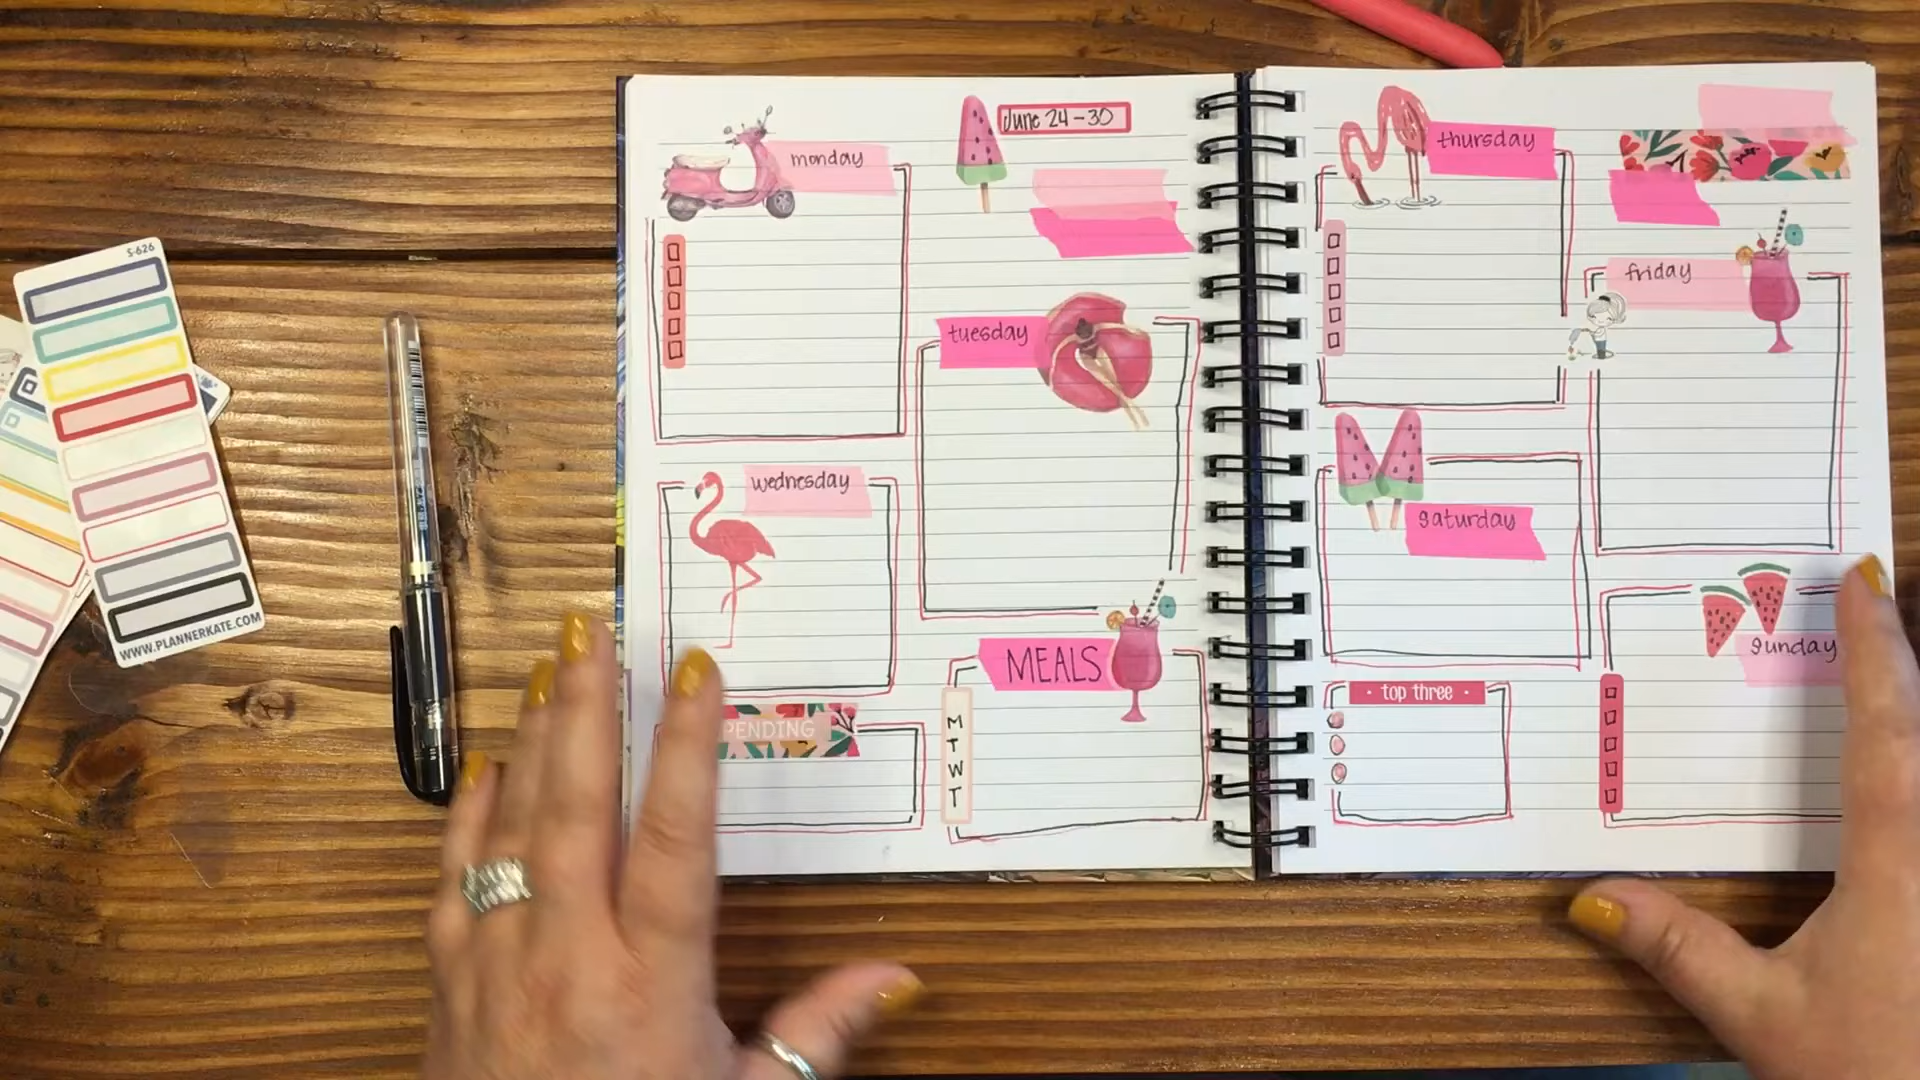 S-626
WWW.PLANNERKATE.COM
June 24-30
monday
tuesday
wednesday
PENDING
MEALS
M
T
W
T
thursday
friday
saturday
sunday
top three